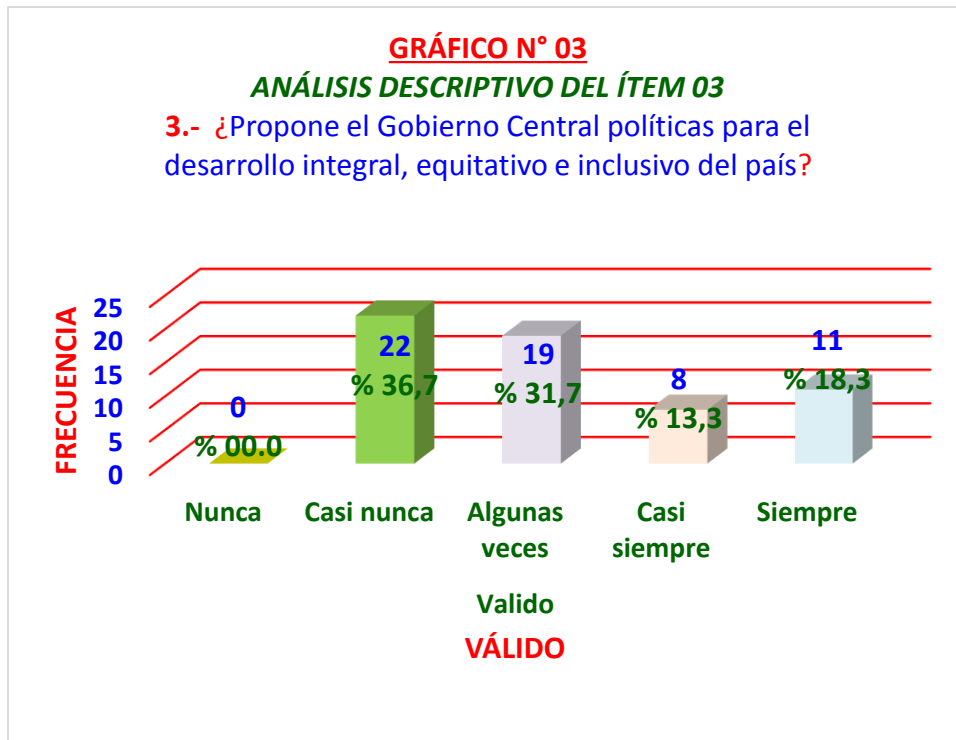 GRÁFICO N° 03
ANÁLISIS DESCRIPTIVO DEL ÍTEM 03
3.- ¿Propone el Gobierno Central políticas para el
desarrollo integral, equitativo e inclusivo del país?
FRECUENCIA
25
20
15
10
5
0
0
% 00.0
22
% 36,7
19
% 31,7
8
% 13,3
11
% 18,3
Nunca
Casi nunca
Algunas
veces
Casi
siempre
Siempre
Valido
VÁLIDO